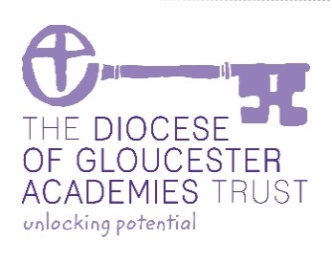 THE DIOCESE
OF GLOUCESTER
ACADEMIES TRUST
unlocking potential